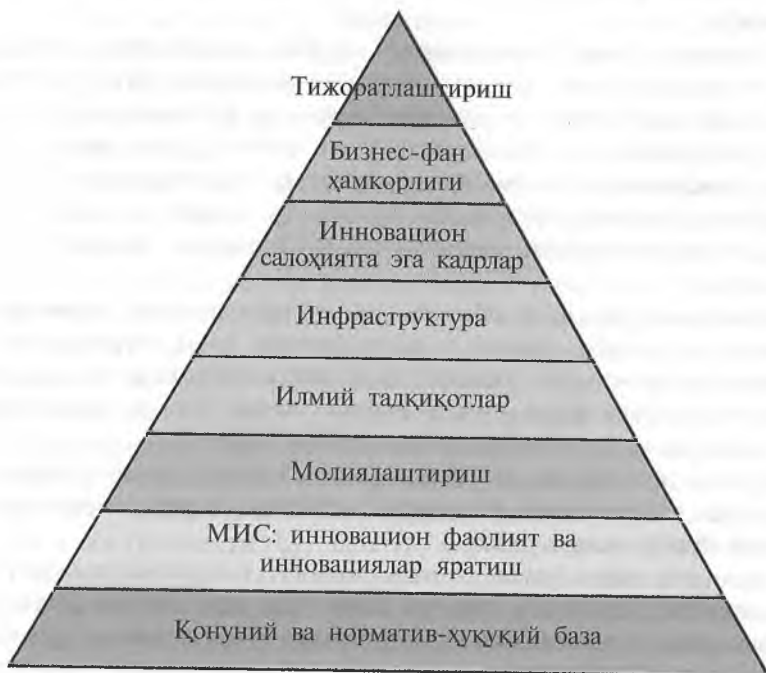 Тижоратлаштириш
Бизнес-фан
ҳамкорлиги
Инновацион
салоҳиятга эга кадрлар
Инфраструктура
Илмий тадқиқотлар
Молиялаштириш
МИС: инновацион фаолият ва
инновациялар яратиш
Қонуний ва норматив-ҳуқуқий база